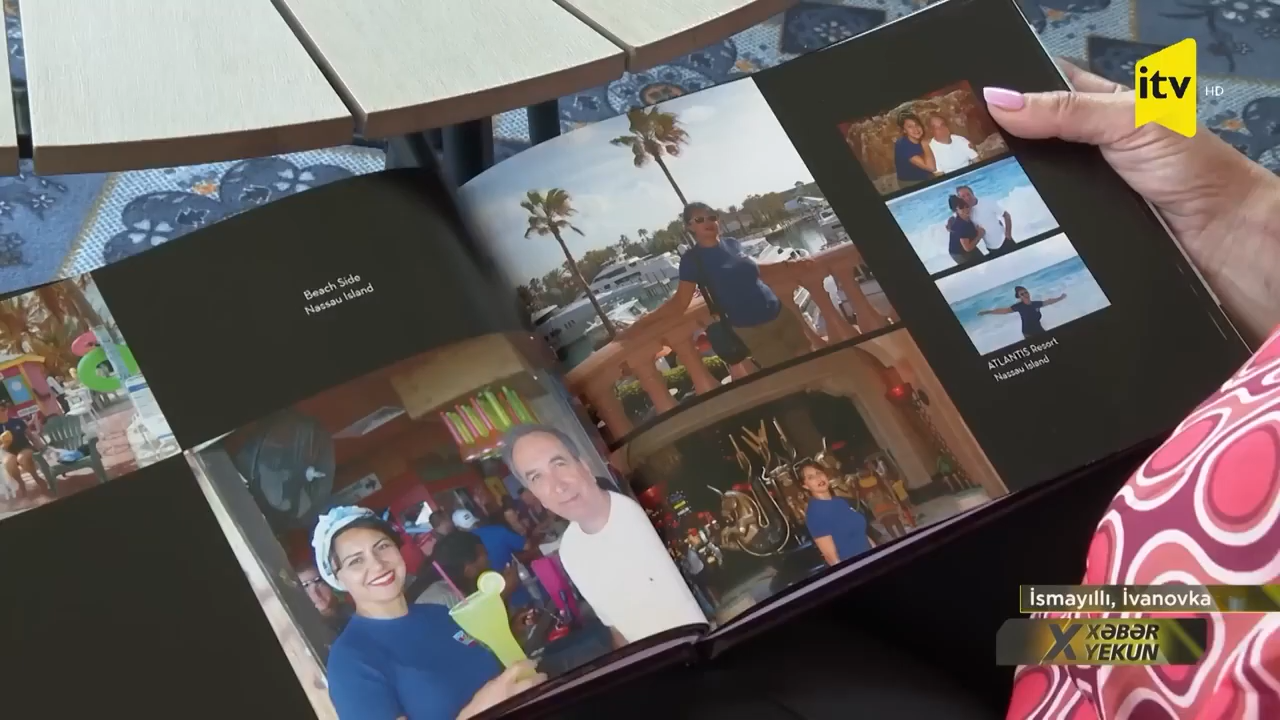 itv HD
Beach Side
Nassau Island
ATLANTIS Resort
Nassau Island
İsmayıllı, İvanovka
X XƏBƏR
YEKUN